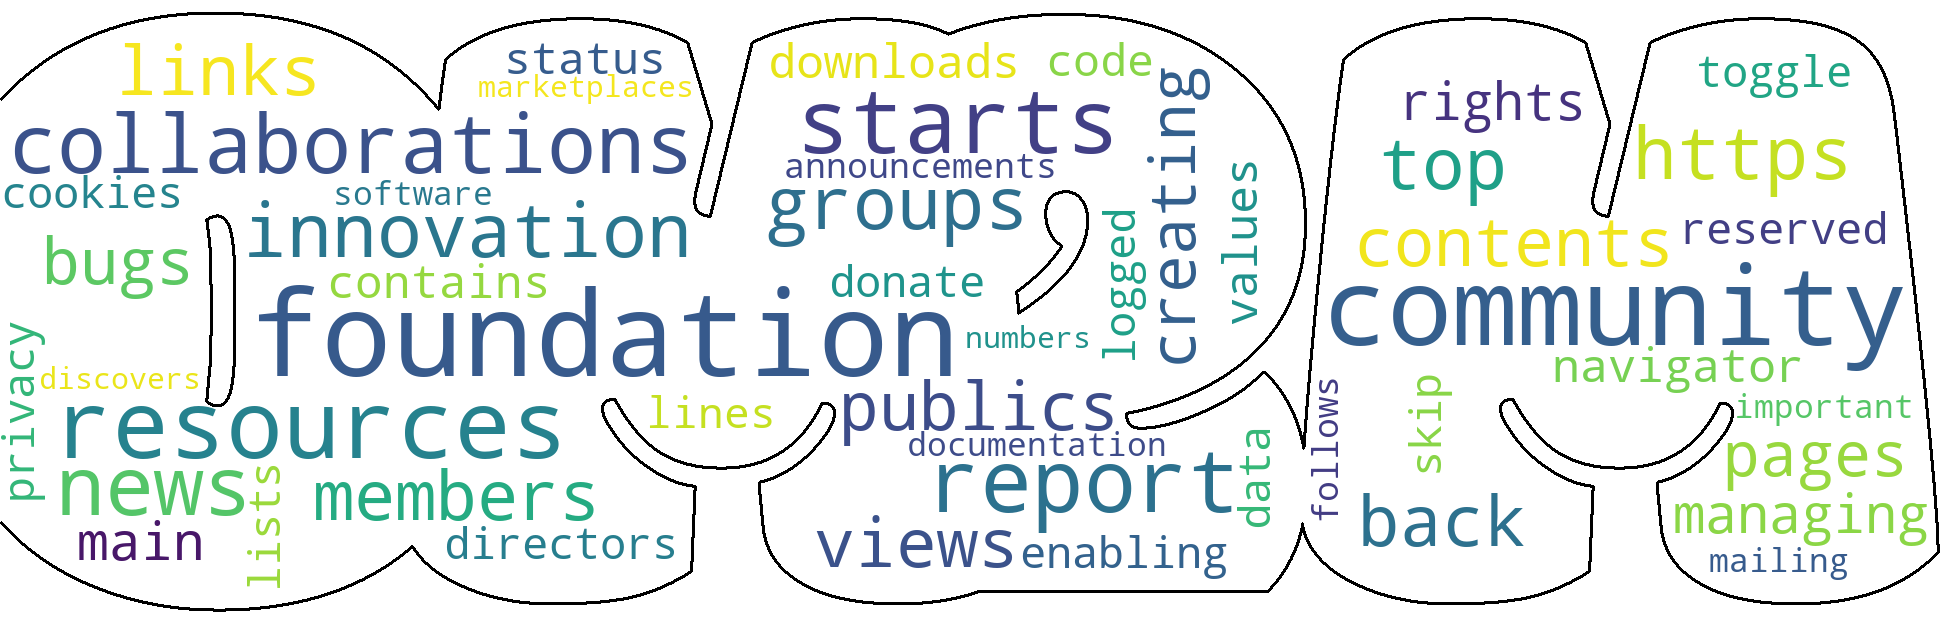 links
status
marketplaces
downloads
code
toggle
collaborations
starts
creating
rights
https
cookies
software
announcements
groups
values
top
innovation
reserved
bugs
contains
donate
logged
contents
foundation
numbers
community
privacy
discovers
navigator
resources
lines
publics
follows
skip
important
documentation
news
lists
members
report
data
pages
main
directors
views
enabling
back
managing
mailing